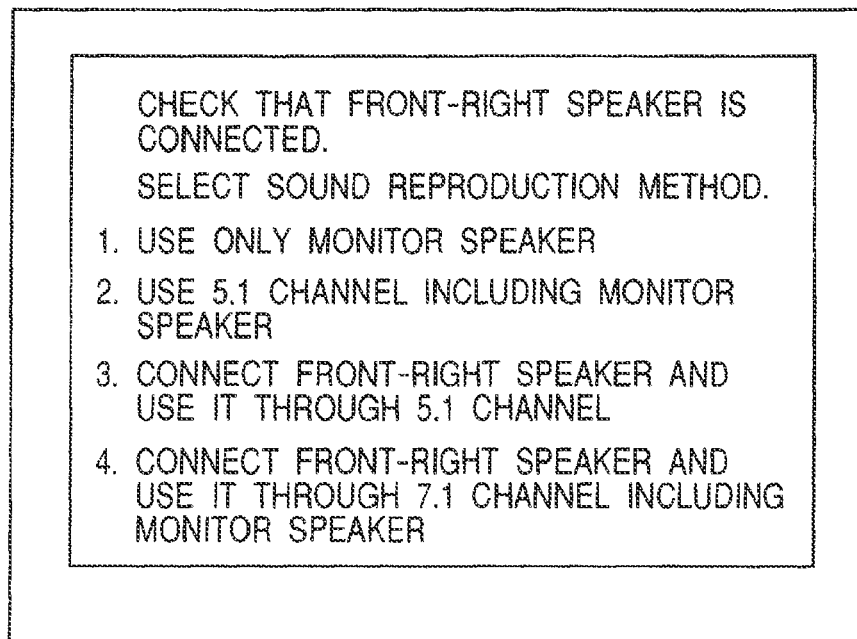 CHECK THAT FRONT-RIGHT SPEAKER IS
CONNECTED.
SELECT SOUND REPRODUCTION METHOD.
1. USE ONLY MONITOR SPEAKER
2. USE 5.1 CHANNEL INCLUDING MONITOR
SPEAKER
3. CONNECT FRONT-RIGHT SPEAKER AND
USE IT THROUGH 5.1 CHANNEL
4. CONNECT FRONT-RIGHT SPEAKER AND
USE IT THROUGH 7.1 CHANNEL INCLUDING
MONITOR SPEAKER